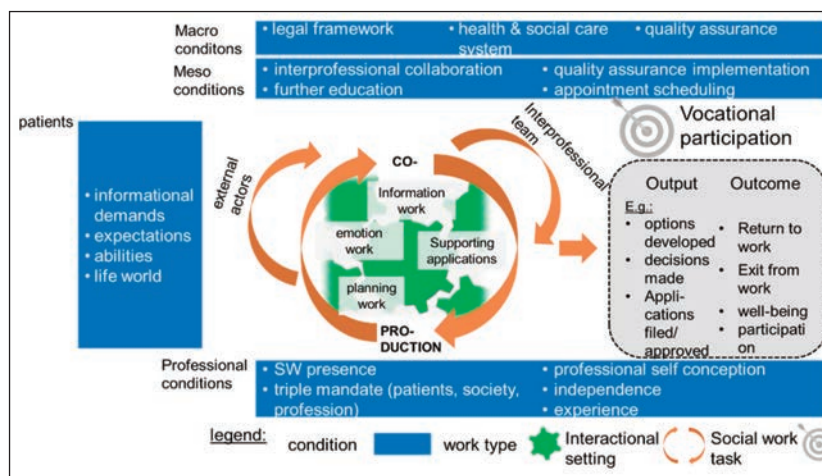 Macro
conditons
• legal framework
• health & social care
system
• quality assurance
Meso
conditions
• interprofessional collaboration
• further education
• quality assurance implementation
• appointment scheduling
patients
• informational
demands
• expectations
• abilities
• life world
external
actors
CO-
Information
work
emotion
work
Supporting
applications
planning
work
PRO-
DUCTION
Interprofessional
team
Vocational
participation
Output
E.g.:
• options
developed
• decisions
made
• Appli-
cations
filed/
approved
Outcome
• Return to
work
• Exit from
work
• well-being
• participati
on
Professional
conditions
• SW presence
• triple mandate (patients, society,
profession)
• professional self conception
• independence
• experience
legend:
condition
work type
Interactional
setting
Social work
task